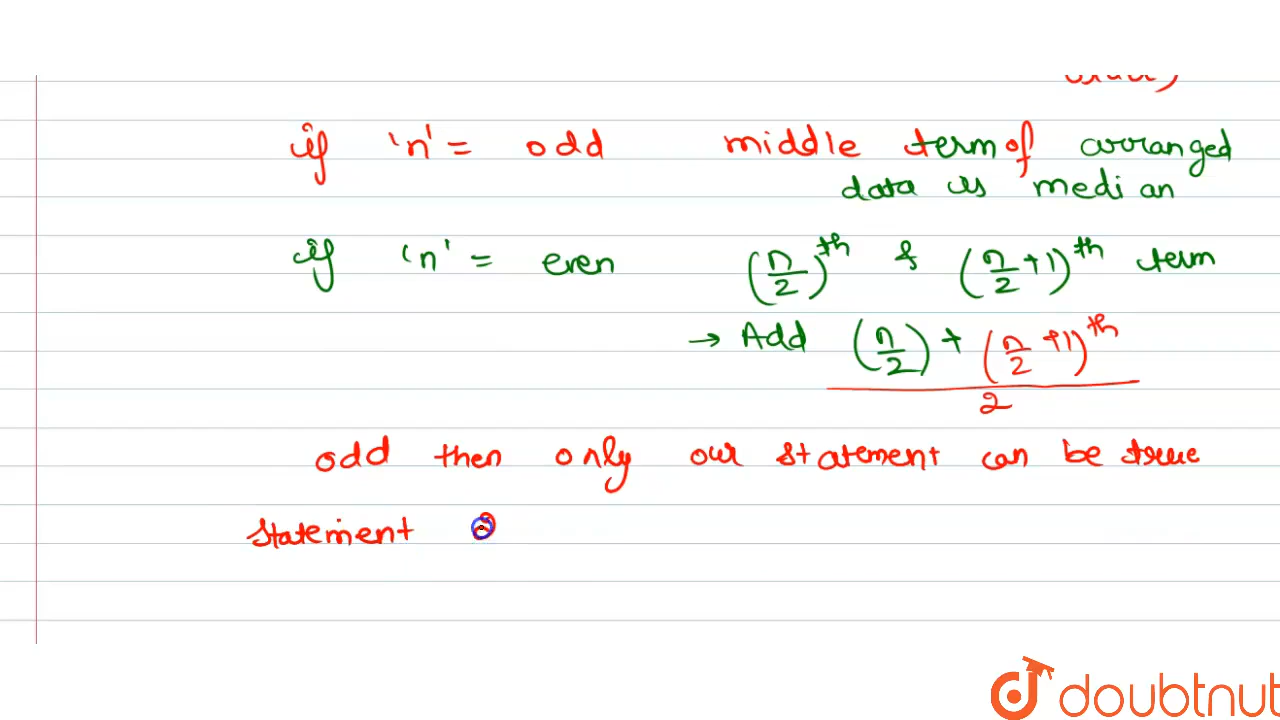 if 'n' = odd middle term of arranged
data is median
if 'n' = even (n/2)th & (n/2 + 1)th term
→ Add (n/2) + (n/2 + 1)th
2
odd then only our statement can be true
statement
doubtnut